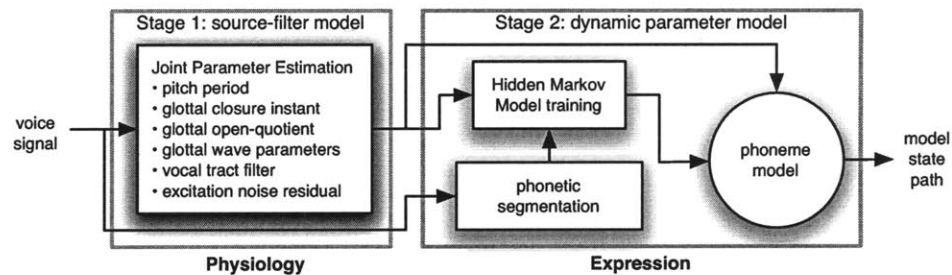 Stage 1: source-filter model
Stage 2: dynamic parameter model
Joint Parameter Estimation
• pitch period
• glottal closure instant
• glottal open-quotient
• glottal wave parameters
• vocal tract filter
• excitation noise residual
voice
signal
Hidden Markov
Model training
phonetic
segmentation
phoneme
model
model
state
path
Physiology
Expression